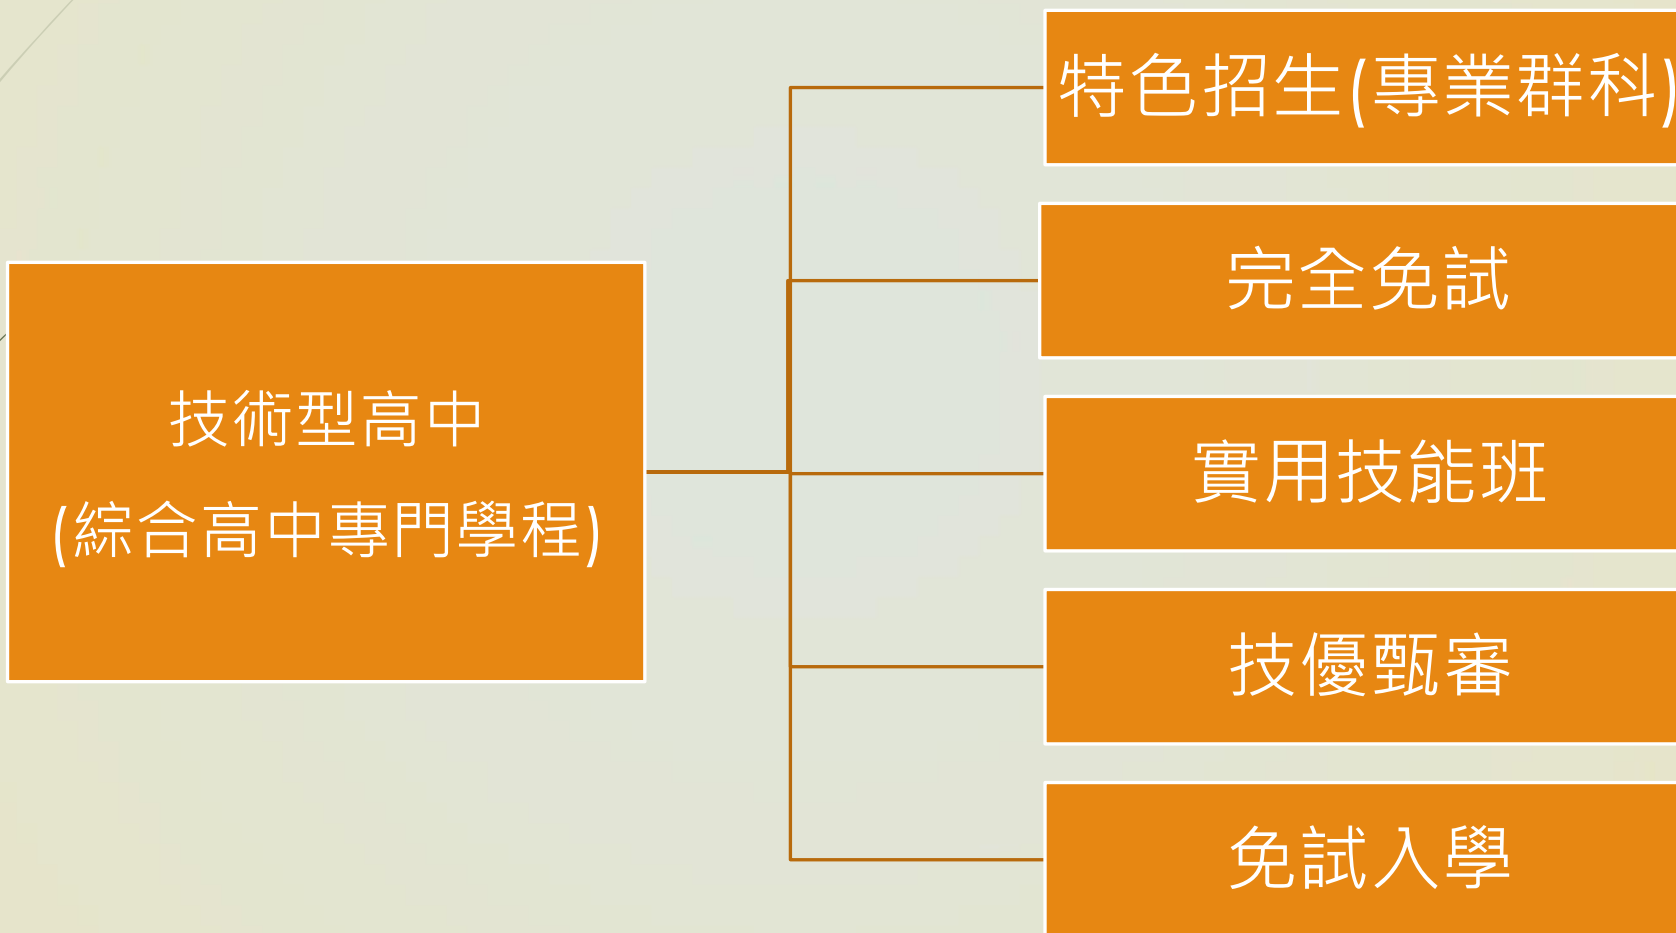 技術型高中
(綜合高中專門學程)
特色招生(專業群科)
完全免試
實用技能班
技優甄審
免試入學